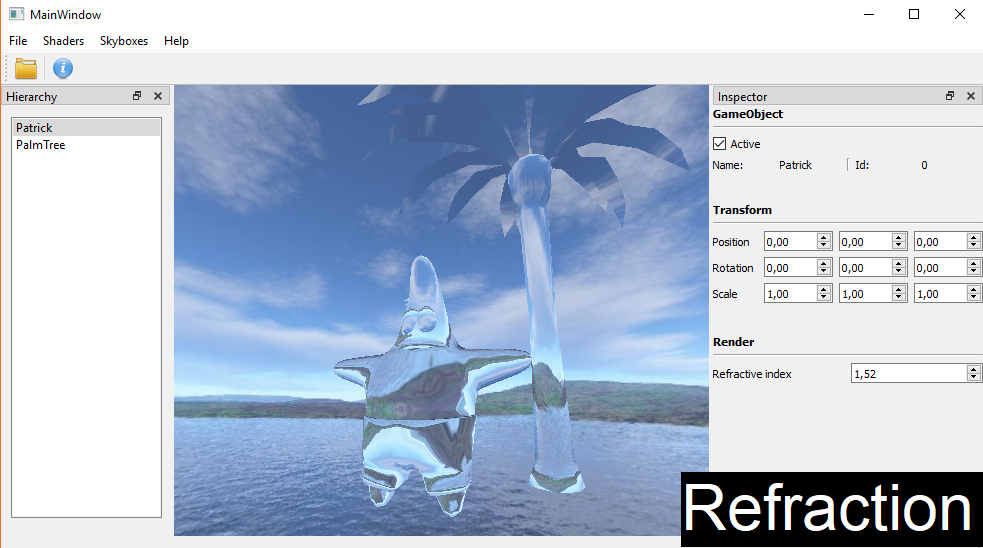 MainWindow
File Shaders Skyboxes Help
Hierarchy
Patrick
PalmTree
Inspector
GameObject
Active
Name: Patrick Id: 0
Transform
Position 0,00 0,00 0,00
Rotation 0,00 0,00 0,00
Scale 1,00 1,00 1,00
Render
Refractive index 1,52
Refraction